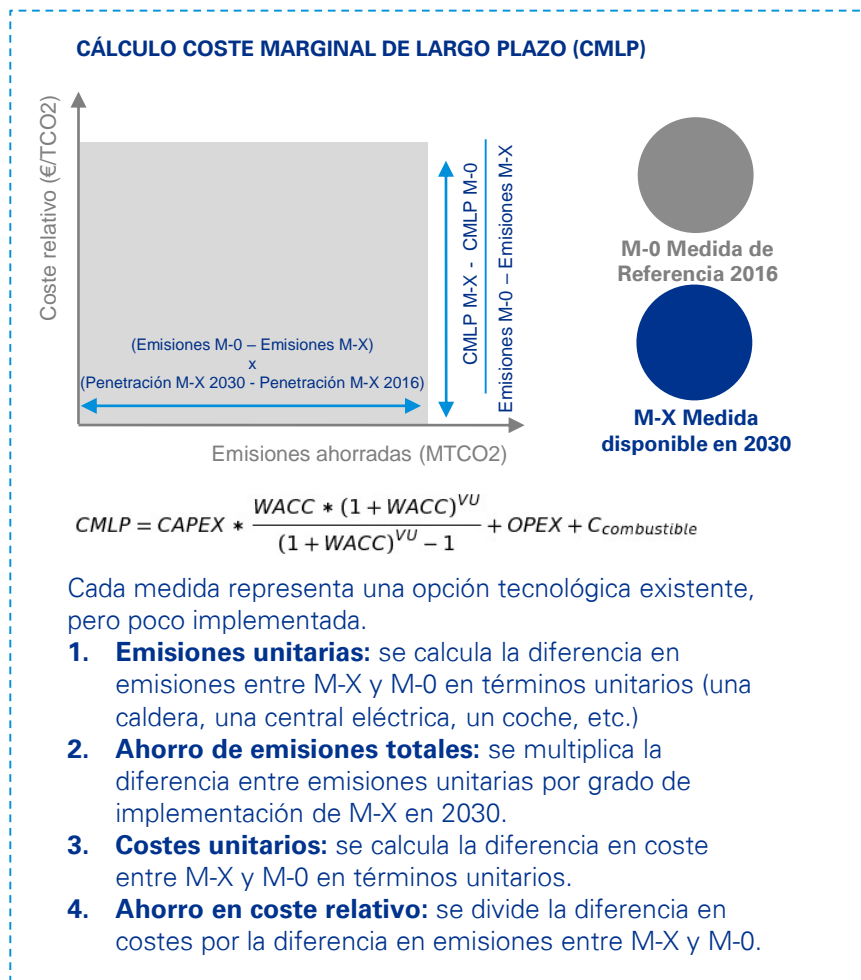 CÁLCULO COSTE MARGINAL DE LARGO PLAZO (CMLP)
Coste relativo (€/TCO2)
(Emisiones M-0 – Emisiones M-X)
x
(Penetración M-X 2030 - Penetración M-X 2016)
Emisiones ahorradas (MTCO2)
CMLP M-X - CMLP M-0
Emisiones M-0 – Emisiones M-X
M-0 Medida de
Referencia 2016
M-X Medida
disponible en 2030
CMLP = CAPEX * \frac{WACC * (1 + WACC)^{VU}}{(1 + WACC)^{VU} - 1} + OPEX + C_{combustible}
Cada medida representa una opción tecnológica existente,
pero poco implementada.
1. Emisiones unitarias: se calcula la diferencia en
emisiones entre M-X y M-0 en términos unitarios (una
caldera, una central eléctrica, un coche, etc.)
2. Ahorro de emisiones totales: se multiplica la
diferencia entre emisiones unitarias por grado de
implementación de M-X en 2030.
3. Costes unitarios: se calcula la diferencia en coste
entre M-X y M-0 en términos unitarios.
4. Ahorro en coste relativo: se divide la diferencia en
costes por la diferencia en emisiones entre M-X y M-0.